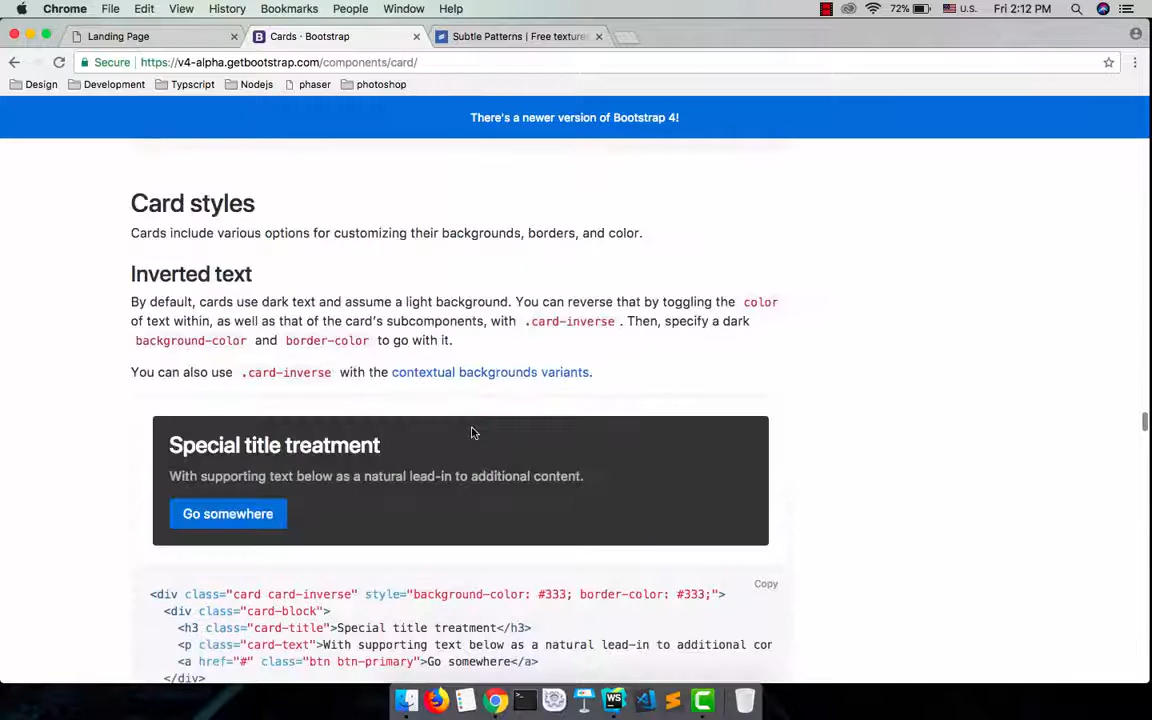 Chrome File Edit View History Bookmarks People Window Help 72% U.S. Fri 2:12 PM
Landing Page Cards · Bootstrap Subtle Patterns | Free texture
Secure https://v4-alpha.getbootstrap.com/components/card/
Design Development Typscript Nodejs phaser photoshop
There's a newer version of Bootstrap 4!
Card styles
Cards include various options for customizing their backgrounds, borders, and color.
Inverted text
By default, cards use dark text and assume a light background. You can reverse that by toggling the color
of text within, as well as that of the card's subcomponents, with .card-inverse . Then, specify a dark
background-color and border-color to go with it.
You can also use .card-inverse with the contextual backgrounds variants.
Special title treatment
With supporting text below as a natural lead-in to additional content.
Go somewhere
Copy
<div class="card card-inverse" style="background-color: #333; border-color: #333;">
<div class="card-block">
<h3 class="card-title">Special title treatment</h3>
<p class="card-text">With supporting text below as a natural lead-in to additional cor
<a href="#" class="btn btn-primary">Go somewhere</a>
</div>
WS